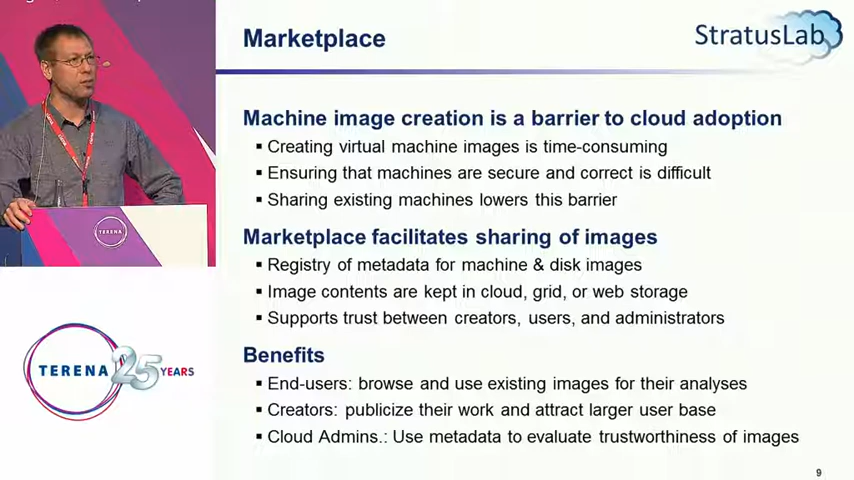 Marketplace
StratusLab
Machine image creation is a barrier to cloud adoption
▪ Creating virtual machine images is time-consuming
▪ Ensuring that machines are secure and correct is difficult
▪ Sharing existing machines lowers this barrier
TERENA
Marketplace facilitates sharing of images
▪ Registry of metadata for machine & disk images
▪ Image contents are kept in cloud, grid, or web storage
▪ Supports trust between creators, users, and administrators
TERENA 25 YEARS
Benefits
▪ End-users: browse and use existing images for their analyses
▪ Creators: publicize their work and attract larger user base
▪ Cloud Admins.: Use metadata to evaluate trustworthiness of images
9